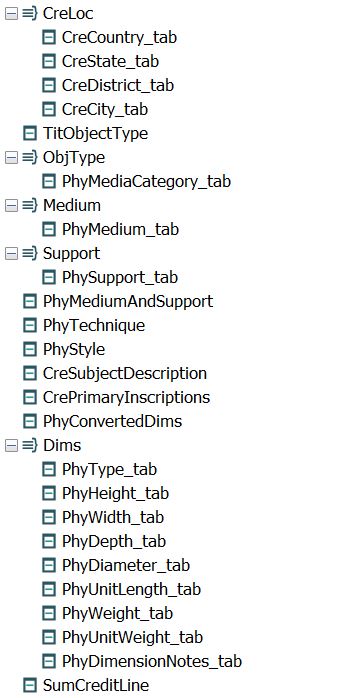 CreLoc
CreCountry_tab
CreState_tab
CreDistrict_tab
CreCity_tab
TitObjectType
ObjType
PhyMediaCategory_tab
Medium
PhyMedium_tab
Support
PhySupport_tab
PhyMediumAndSupport
PhyTechnique
PhyStyle
CreSubjectDescription
CrePrimaryInscriptions
PhyConvertedDims
Dims
PhyType_tab
PhyHeight_tab
PhyWidth_tab
PhyDepth_tab
PhyDiameter_tab
PhyUnitLength_tab
PhyWeight_tab
PhyUnitWeight_tab
PhyDimensionNotes_tab
SumCreditLine